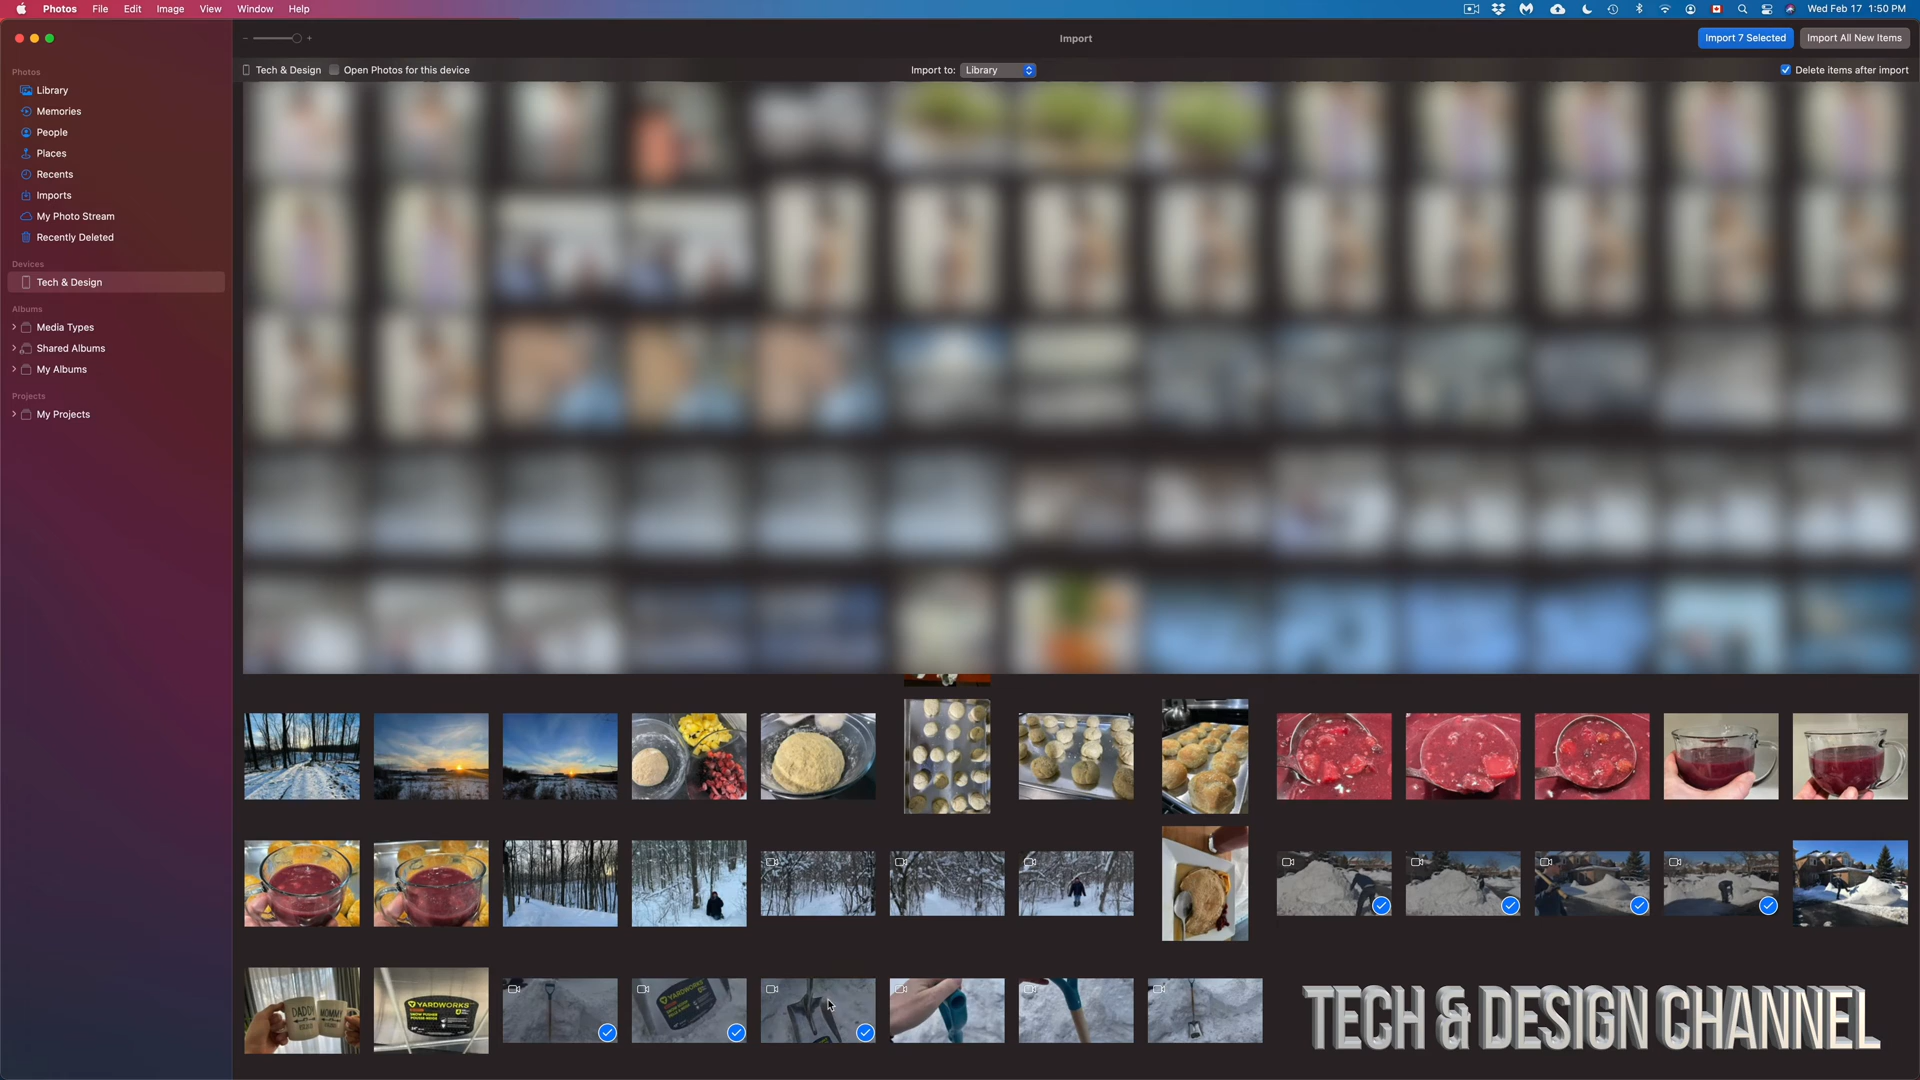 Photos File Edit Image View Window Help
Wed Feb 17 1:50 PM
Import
Import 7 Selected
Import All New Items
Tech & Design
Open Photos for this device
Import to: Library
Delete items after import
Photos
Library
Memories
People
Places
Recents
Imports
My Photo Stream
Recently Deleted
Devices
Tech & Design
Albums
Media Types
Shared Albums
My Albums
Projects
My Projects
DADDY
MOMMY
YARDWORKS
YARDWORKS
TECH & DESIGN CHANNEL